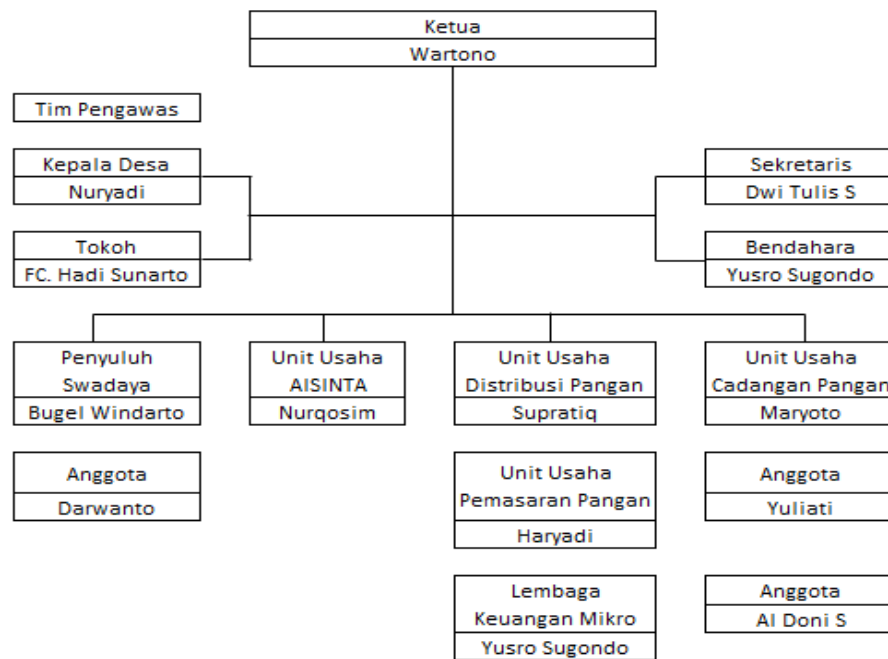 Ketua
Wartono
Tim Pengawas
Kepala Desa
Nuryadi
Sekretaris
Dwi Tulis S
Tokoh
FC. Hadi Sunarto
Bendahara
Yusro Sugondo
Penyuluh
Swadaya
Bugel Windarto
Unit Usaha
AISINTA
Nurqosim
Unit Usaha
Distribusi Pangan
Supratiq
Unit Usaha
Cadangan Pangan
Maryoto
Anggota
Darwanto
Unit Usaha
Pemasaran Pangan
Haryadi
Anggota
Yuliati
Lembaga
Keuangan Mikro
Yusro Sugondo
Anggota
Al Doni S